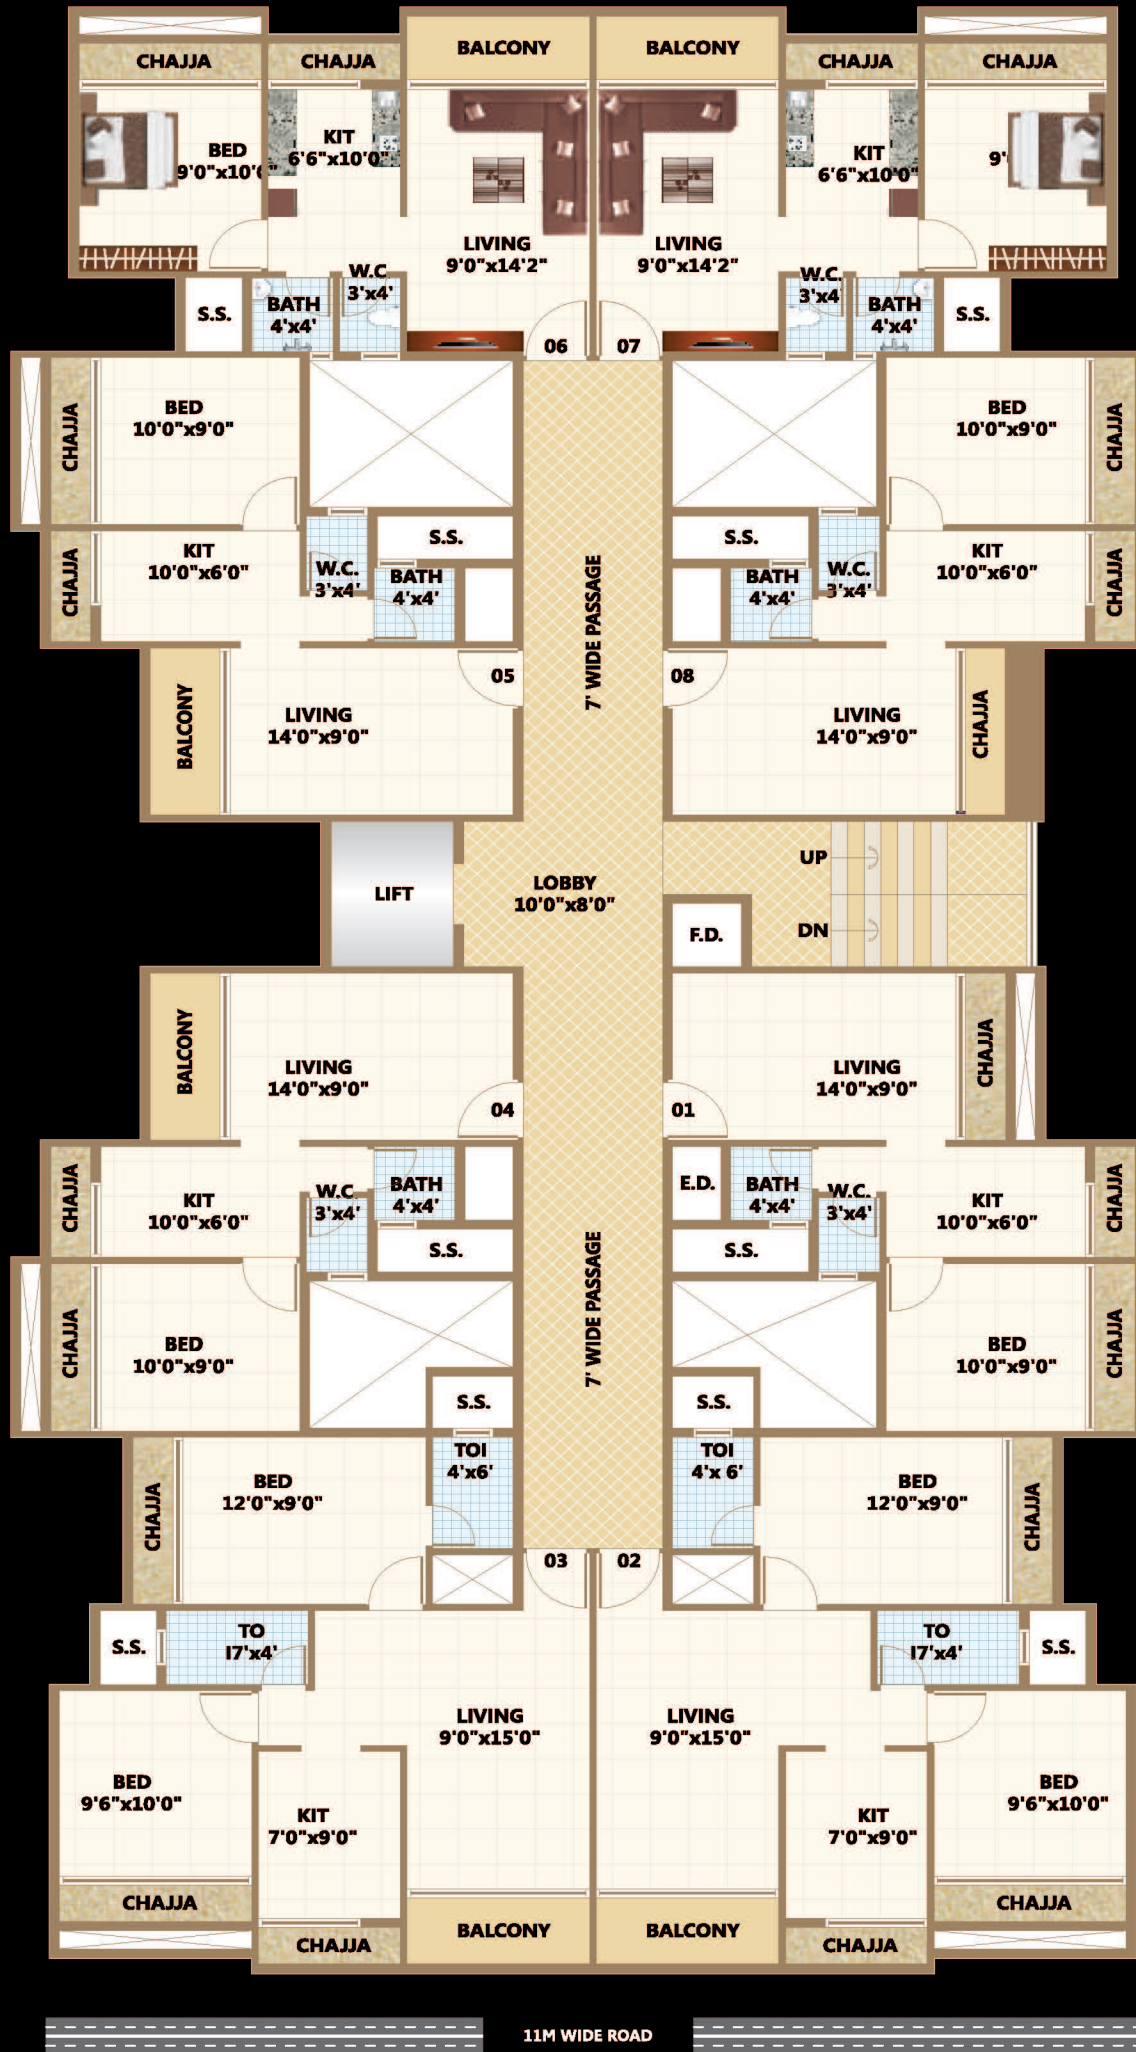 BALCONY
BALCONY
CHAJJA
CHAJJA
CHAJJA
CHAJJA
BED
9'0"x10'6"
KIT
6'6"x10'0"
KIT
6'6"x10'0"
9'
LIVING
9'0"x14'2"
LIVING
9'0"x14'2"
W.C.
3'x4'
W.C.
3'x4'
S.S.
BATH
4'x4'
BATH
4'x4'
S.S.
06
07
CHAJJA
BED
10'0"x9'0"
BED
10'0"x9'0"
CHAJJA
S.S.
S.S.
CHAJJA
KIT
10'0"x6'0"
W.C.
3'x4'
BATH
4'x4'
7' WIDE PASSAGE
BATH
4'x4'
W.C.
3'x4'
KIT
10'0"x6'0"
CHAJJA
05
08
BALCONY
LIVING
14'0"x9'0"
LIVING
14'0"x9'0"
CHAJJA
UP
LIFT
LOBBY
10'0"x8'0"
F.D.
DN
BALCONY
LIVING
14'0"x9'0"
LIVING
14'0"x9'0"
CHAJJA
04
01
CHAJJA
KIT
10'0"x6'0"
W.C.
3'x4'
BATH
4'x4'
E.D.
BATH
4'x4'
W.C.
3'x4'
KIT
10'0"x6'0"
CHAJJA
S.S.
S.S.
7' WIDE PASSAGE
CHAJJA
BED
10'0"x9'0"
BED
10'0"x9'0"
CHAJJA
S.S.
S.S.
TOI
4'x6'
TOI
4'x 6'
CHAJJA
BED
12'0"x9'0"
BED
12'0"x9'0"
CHAJJA
03
02
S.S.
TO
I7'x4'
TO
I7'x4'
S.S.
LIVING
9'0"x15'0"
LIVING
9'0"x15'0"
BED
9'6"x10'0"
BED
9'6"x10'0"
KIT
7'0"x9'0"
KIT
7'0"x9'0"
CHAJJA
CHAJJA
BALCONY
BALCONY
CHAJJA
CHAJJA
11M WIDE ROAD